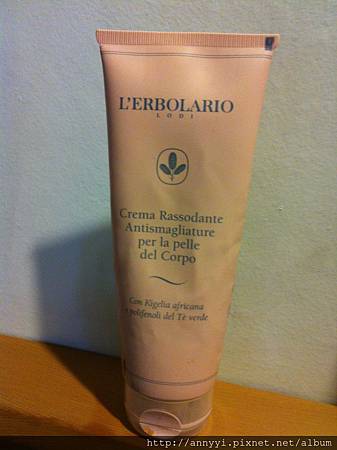 L'ERBOLARIO
LODI
Crema Rassodante
Antismagliature
per la pelle
del Corpo
Con Kigelia africana
e polifenoli del Tè verde
http://annyyi.pixnet.net/album